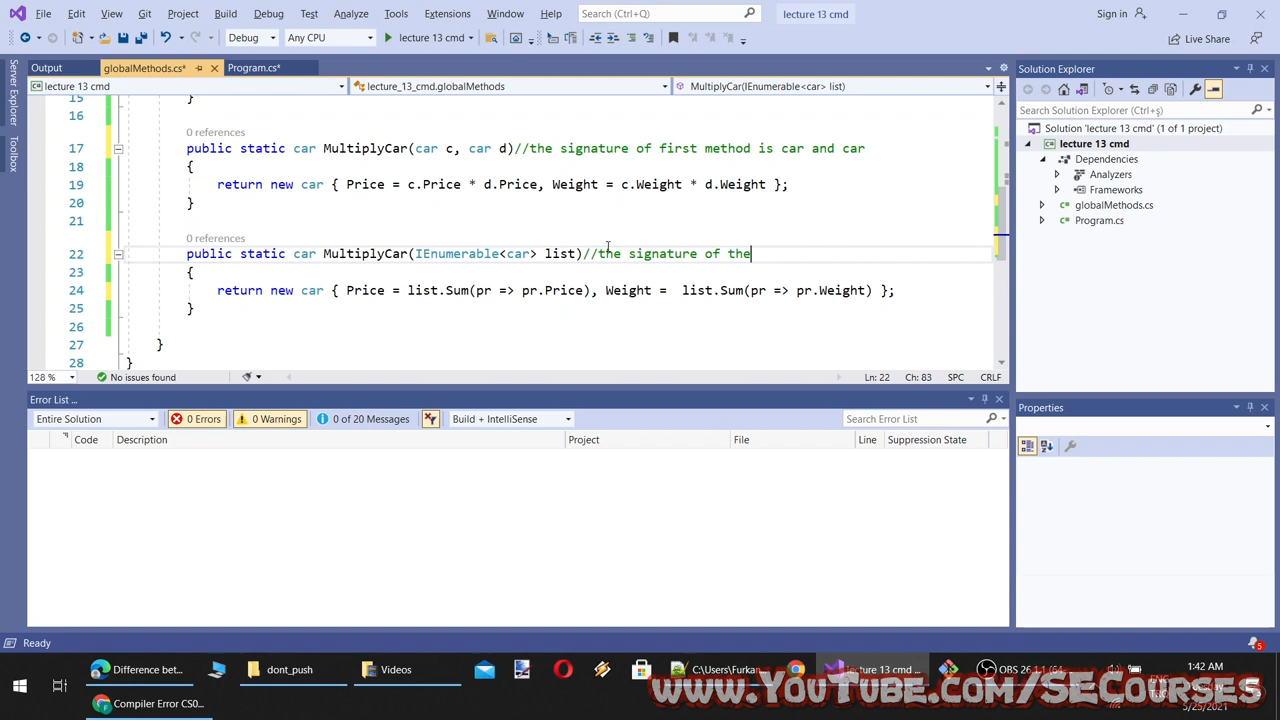 File Edit View Git Project Build Debug Test Analyze Tools Extensions Window Help Search (Ctrl+Q) lecture 13 cmd Sign in
Debug Any CPU lecture 13 cmd Live Share
Server Explorer
Toolbox
Output globalMethods.cs* Program.cs*
lecture 13 cmd lecture_13_cmd.globalMethods MultiplyCar(IEnumerable<car> list)
15 }
16
0 references
17 public static car MultiplyCar(car c, car d)//the signature of first method is car and car
18 {
19 return new car { Price = c.Price * d.Price, Weight = c.Weight * d.Weight };
20 }
21
0 references
22 public static car MultiplyCar(IEnumerable<car> list)//the signature of the
23 {
24 return new car { Price = list.Sum(pr => pr.Price), Weight =  list.Sum(pr => pr.Weight) };
25 }
26
27 }
28 }
128 % No issues found Ln: 22 Ch: 83 SPC CRLF
Solution Explorer
Search Solution Explorer (Ctrl+ş)
Solution 'lecture 13 cmd' (1 of 1 project)
lecture 13 cmd
Dependencies
Analyzers
Frameworks
globalMethods.cs
Program.cs
Error List ...
Entire Solution 0 Errors 0 Warnings 0 of 20 Messages Build + IntelliSense Search Error List
Code Description Project File Line Suppression State
Properties
Ready 5
Difference bet... dont_push Videos C:\Users\Furkan... lecture 13 cmd ... OBS 26.1.1 (64... ENG 1:42 AM
Compiler Error CS0... 5/25/2021 5
www.YouTube.com/SECourses